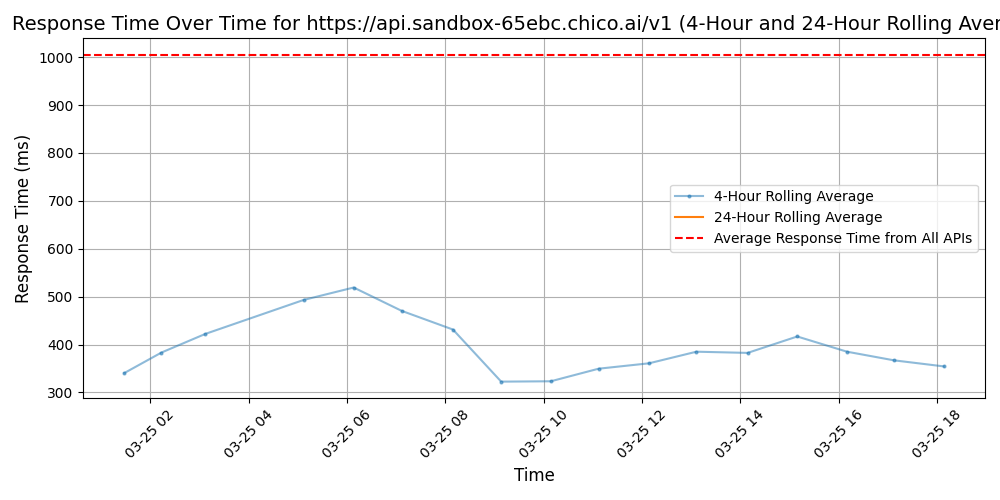 Response Time Over Time for https://api.sandbox-65ebc.chico.ai/v1 (4-Hour and 24-Hour Rolling Aver
1000
900
800
700
600
500
400
300
Response Time (ms)
4-Hour Rolling Average
24-Hour Rolling Average
Average Response Time from All APIs
03-25 02
03-25 04
03-25 06
03-25 08
03-25 10
03-25 12
03-25 14
03-25 16
03-25 18
Time